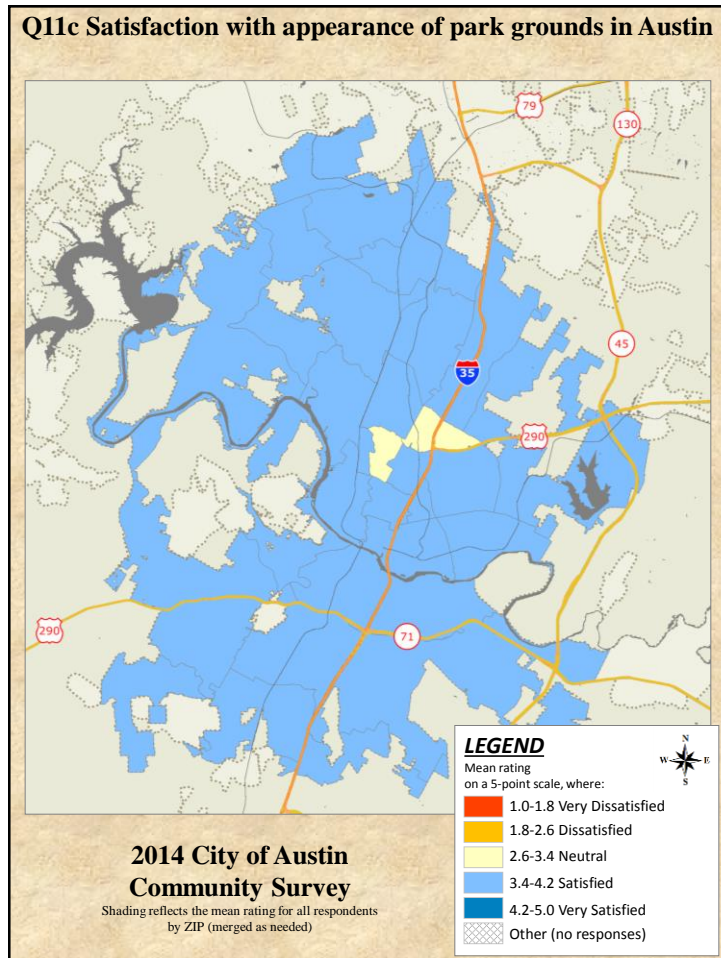 Q11c Satisfaction with appearance of park grounds in Austin
79
130
45
35
290
290
71
LEGEND
Mean rating
on a 5-point scale, where:
N
W E
S
1.0-1.8 Very Dissatisfied
1.8-2.6 Dissatisfied
2.6-3.4 Neutral
3.4-4.2 Satisfied
4.2-5.0 Very Satisfied
Other (no responses)
2014 City of Austin
Community Survey
Shading reflects the mean rating for all respondents
by ZIP (merged as needed)